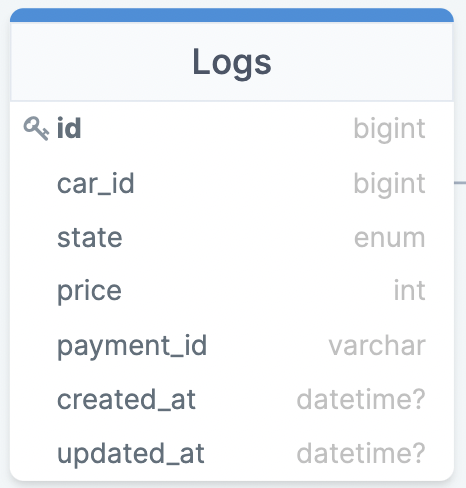 Logs
id bigint
car_id bigint
state enum
price int
payment_id varchar
created_at datetime?
updated_at datetime?